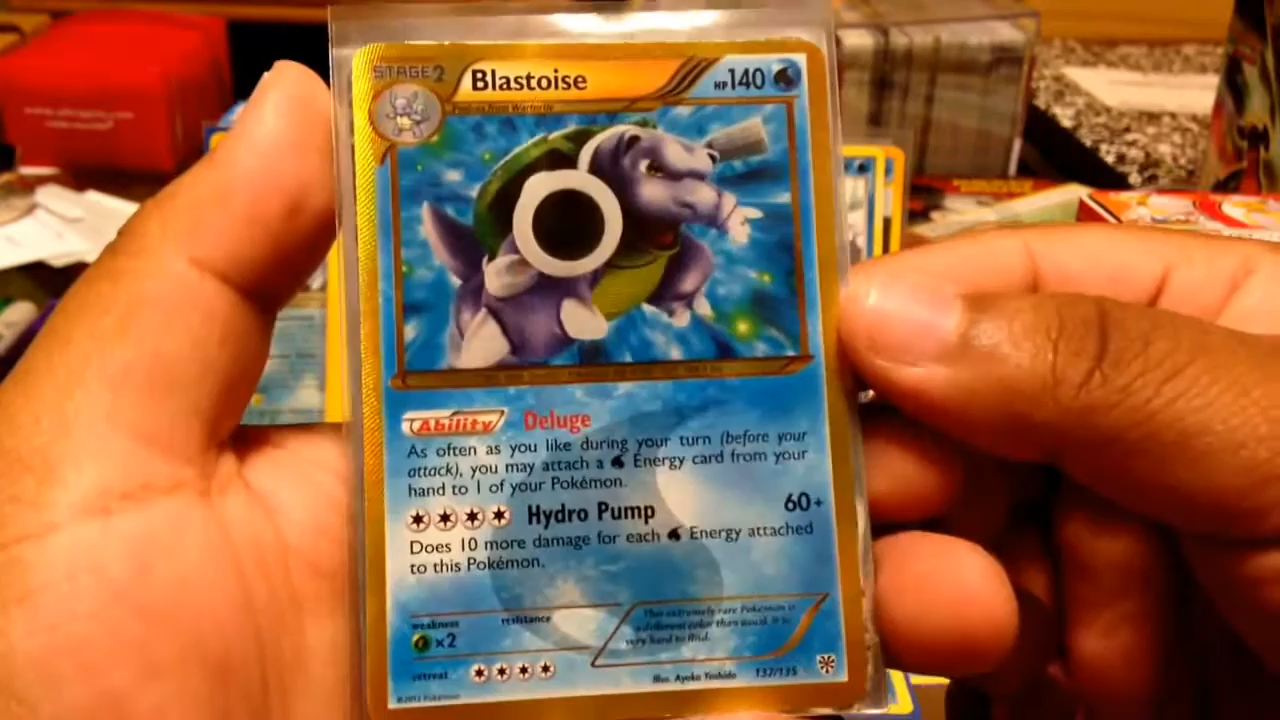 STAGE2
Blastoise
HP140
Evolves from Wartortle
Ability Deluge
As often as you like during your turn (before your
attack), you may attach a Energy card from your
hand to 1 of your Pokémon.
Hydro Pump 60+
Does 10 more damage for each Energy attached
to this Pokémon.
weakness resistance
×2
retreat
This extremely rare Pokémon is
a different color than usual. It is
very hard to find.
Illus. Ayaka Yoshida
137/135